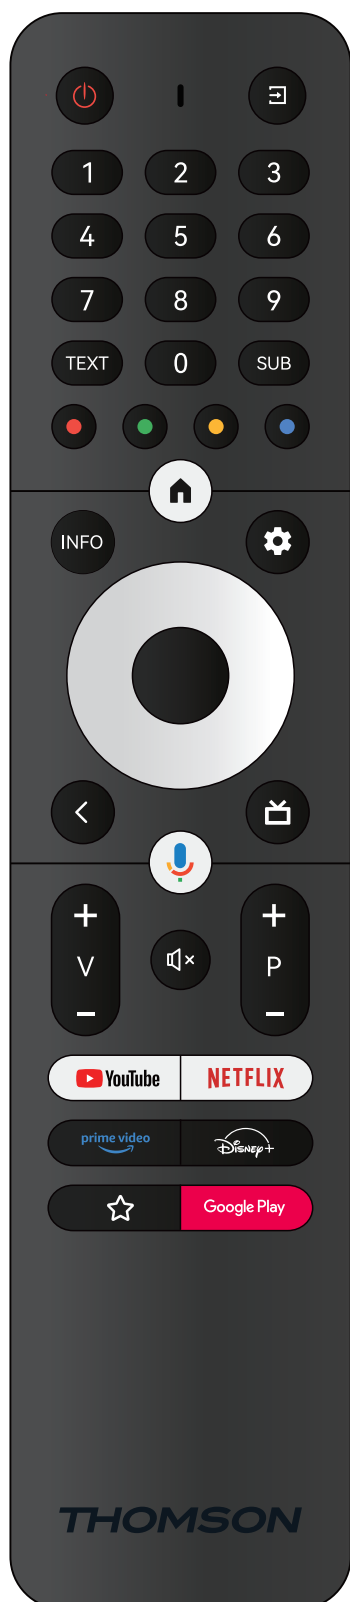 1 2 3
4 5 6
7 8 9
TEXT 0 SUB
INFO
+ +
V P
− −
YouTube NETFLIX
prime video Disney+
Google Play
THOMSON